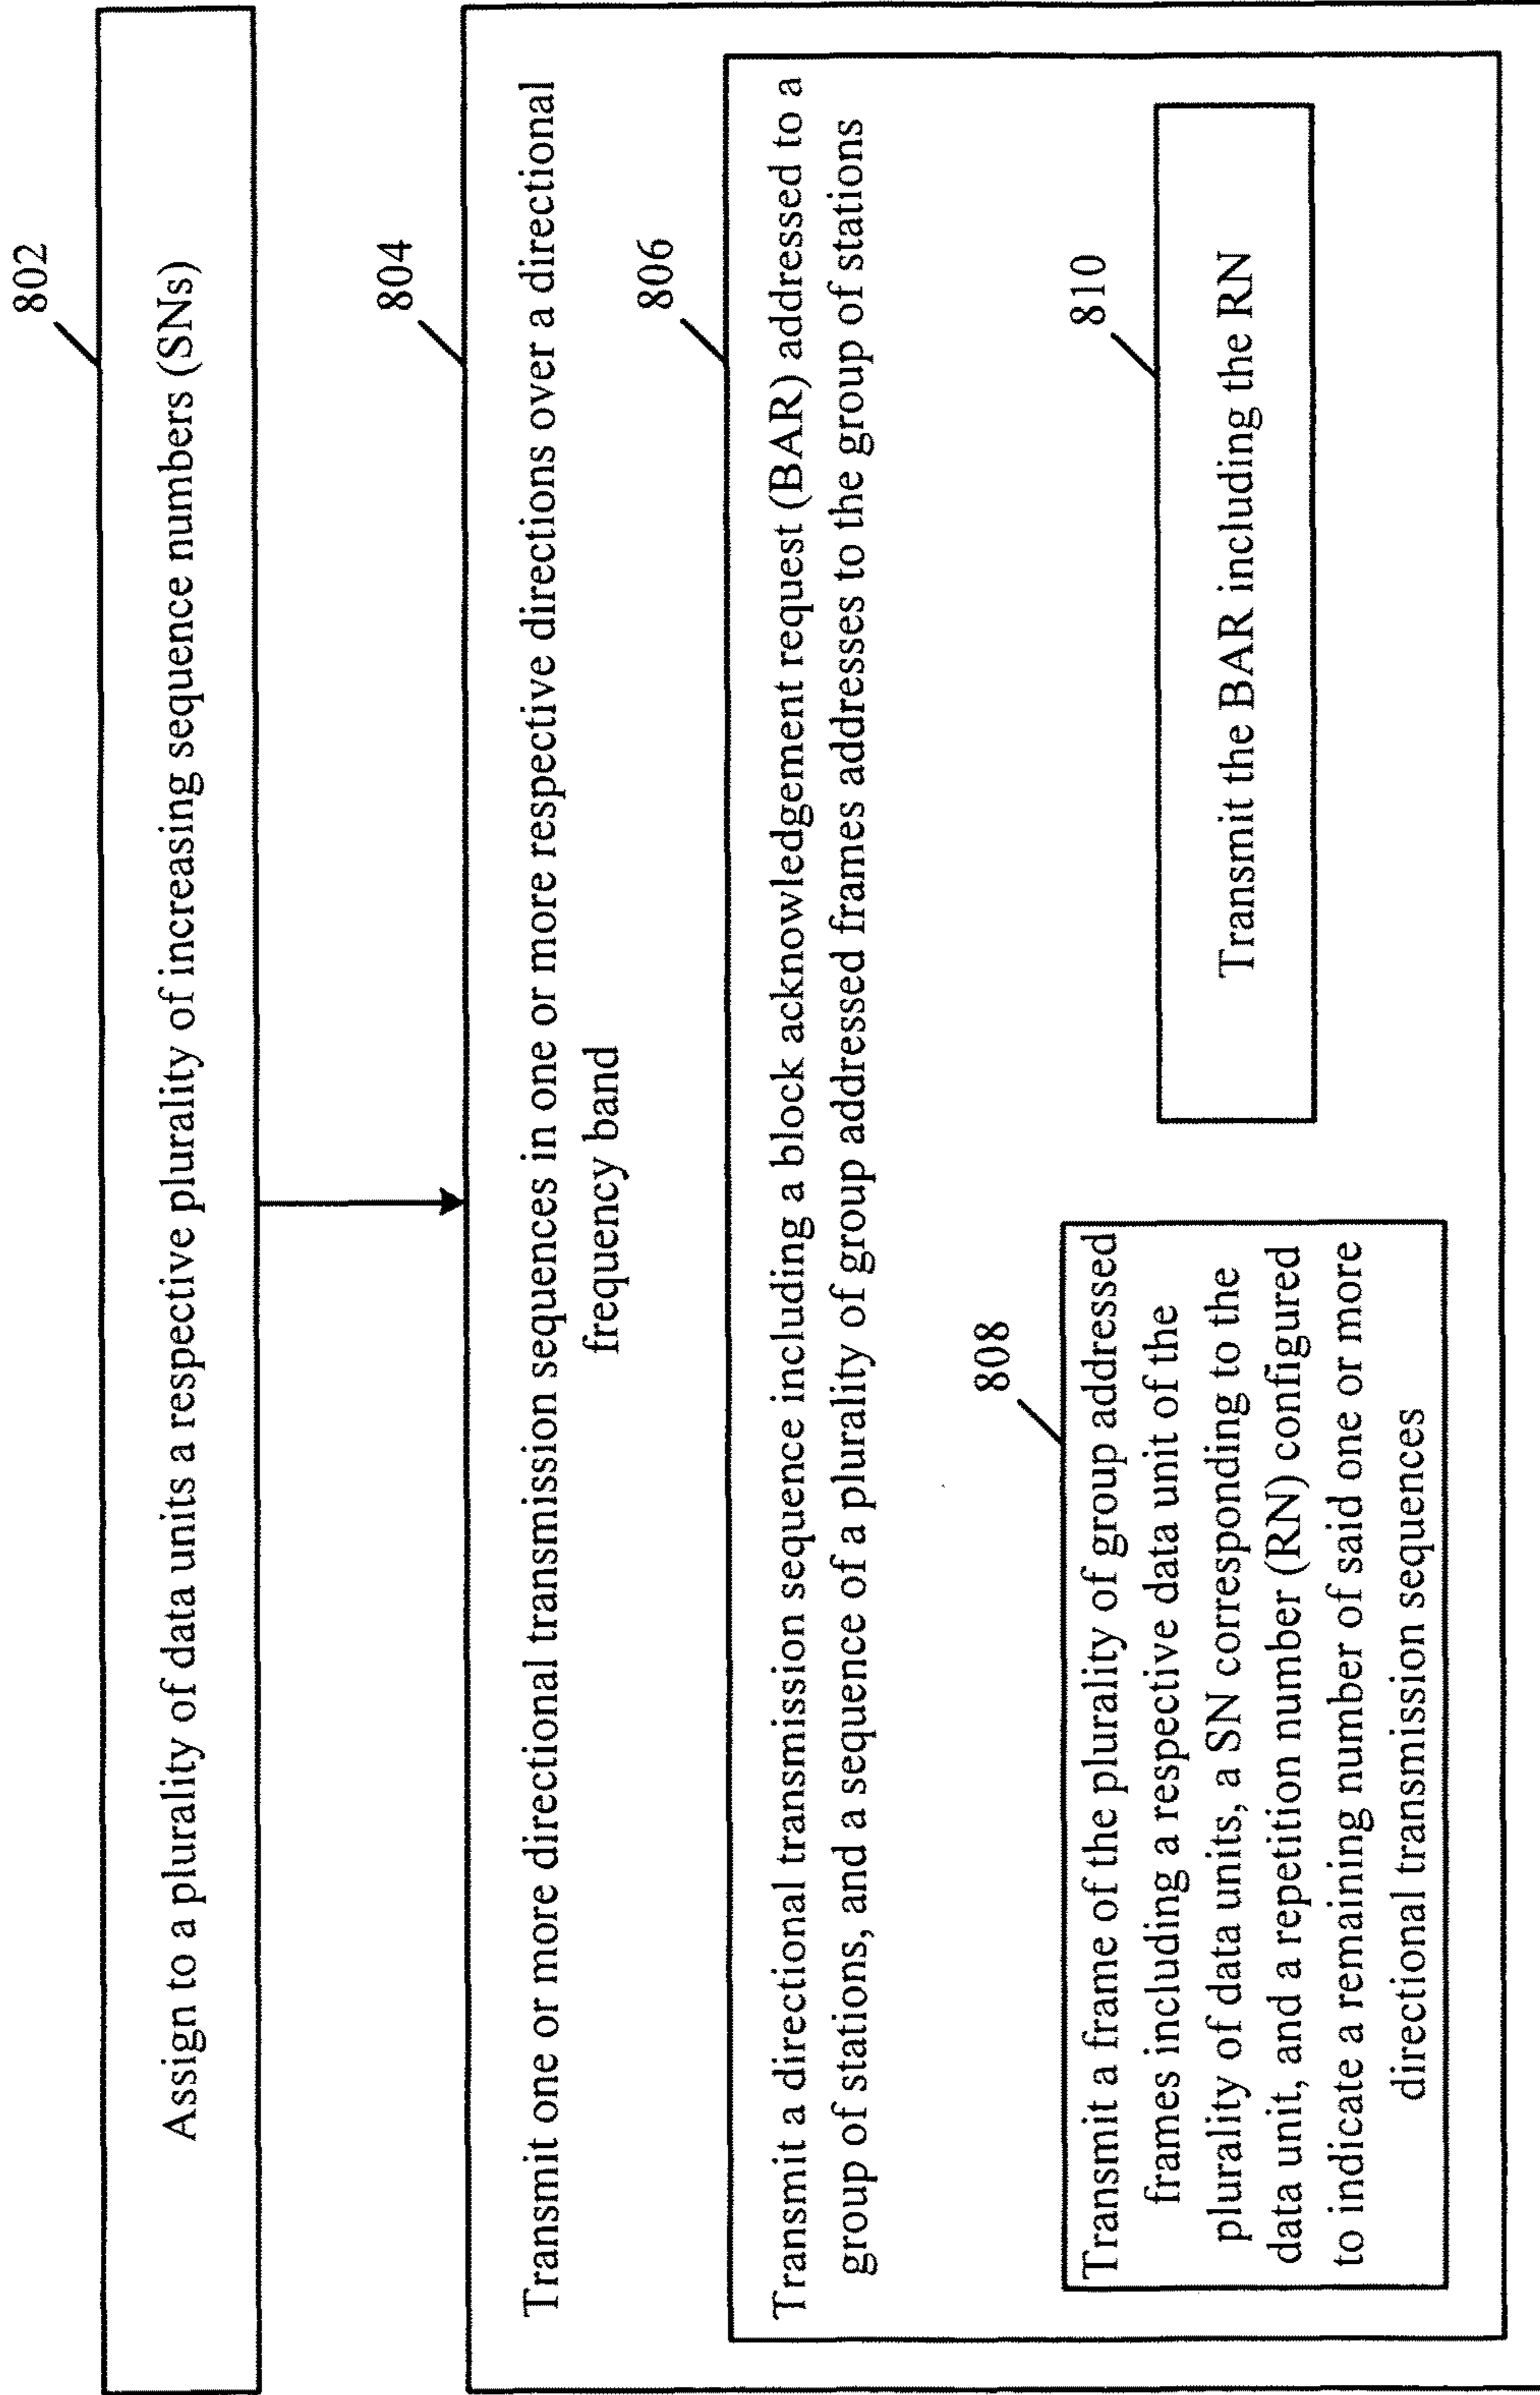 802
Assign to a plurality of data units a respective plurality of increasing sequence numbers (SNs)
804
Transmit one or more directional transmission sequences in one or more respective directions over a directional
frequency band
806
Transmit a directional transmission sequence including a block acknowledgement request (BAR) addressed to a
group of stations, and a sequence of a plurality of group addressed frames addresses to the group of stations
808
Transmit a frame of the plurality of group addressed
frames including a respective data unit of the
plurality of data units, a SN corresponding to the
data unit, and a repetition number (RN) configured
to indicate a remaining number of said one or more
directional transmission sequences
810
Transmit the BAR including the RN